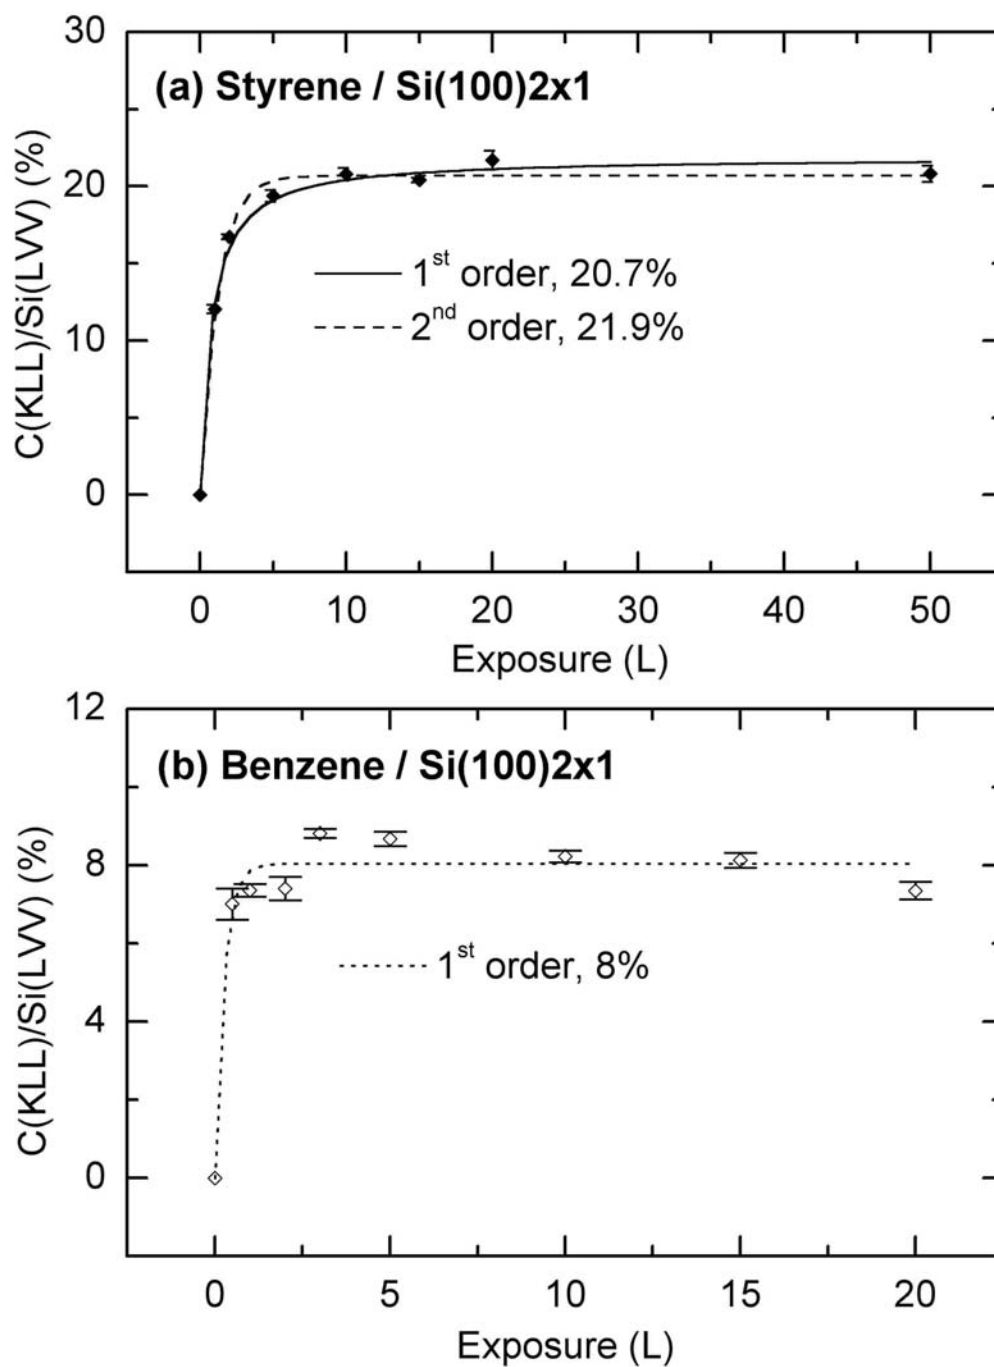 30
20
10
0
C(KLL)/Si(LVV) (%)
(a) Styrene / Si(100)2x1
1st order, 20.7%
2nd order, 21.9%
0 10 20 30 40 50
Exposure (L)
12
8
4
0
C(KLL)/Si(LVV) (%)
(b) Benzene / Si(100)2x1
1st order, 8%
0 5 10 15 20
Exposure (L)